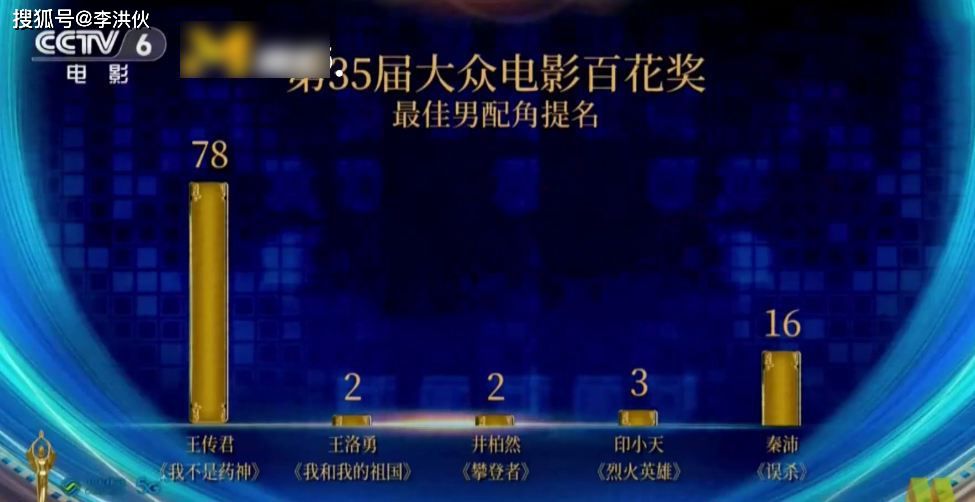 搜狐号@李洪伙
CCTV 6
电影
第35届大众电影百花奖
最佳男配角提名
78
2
2
3
16
王传君
王洛勇
井柏然
印小天
秦沛
《我不是药神》
《我和我的祖国》
《攀登者》
《烈火英雄》
《误杀》
5G